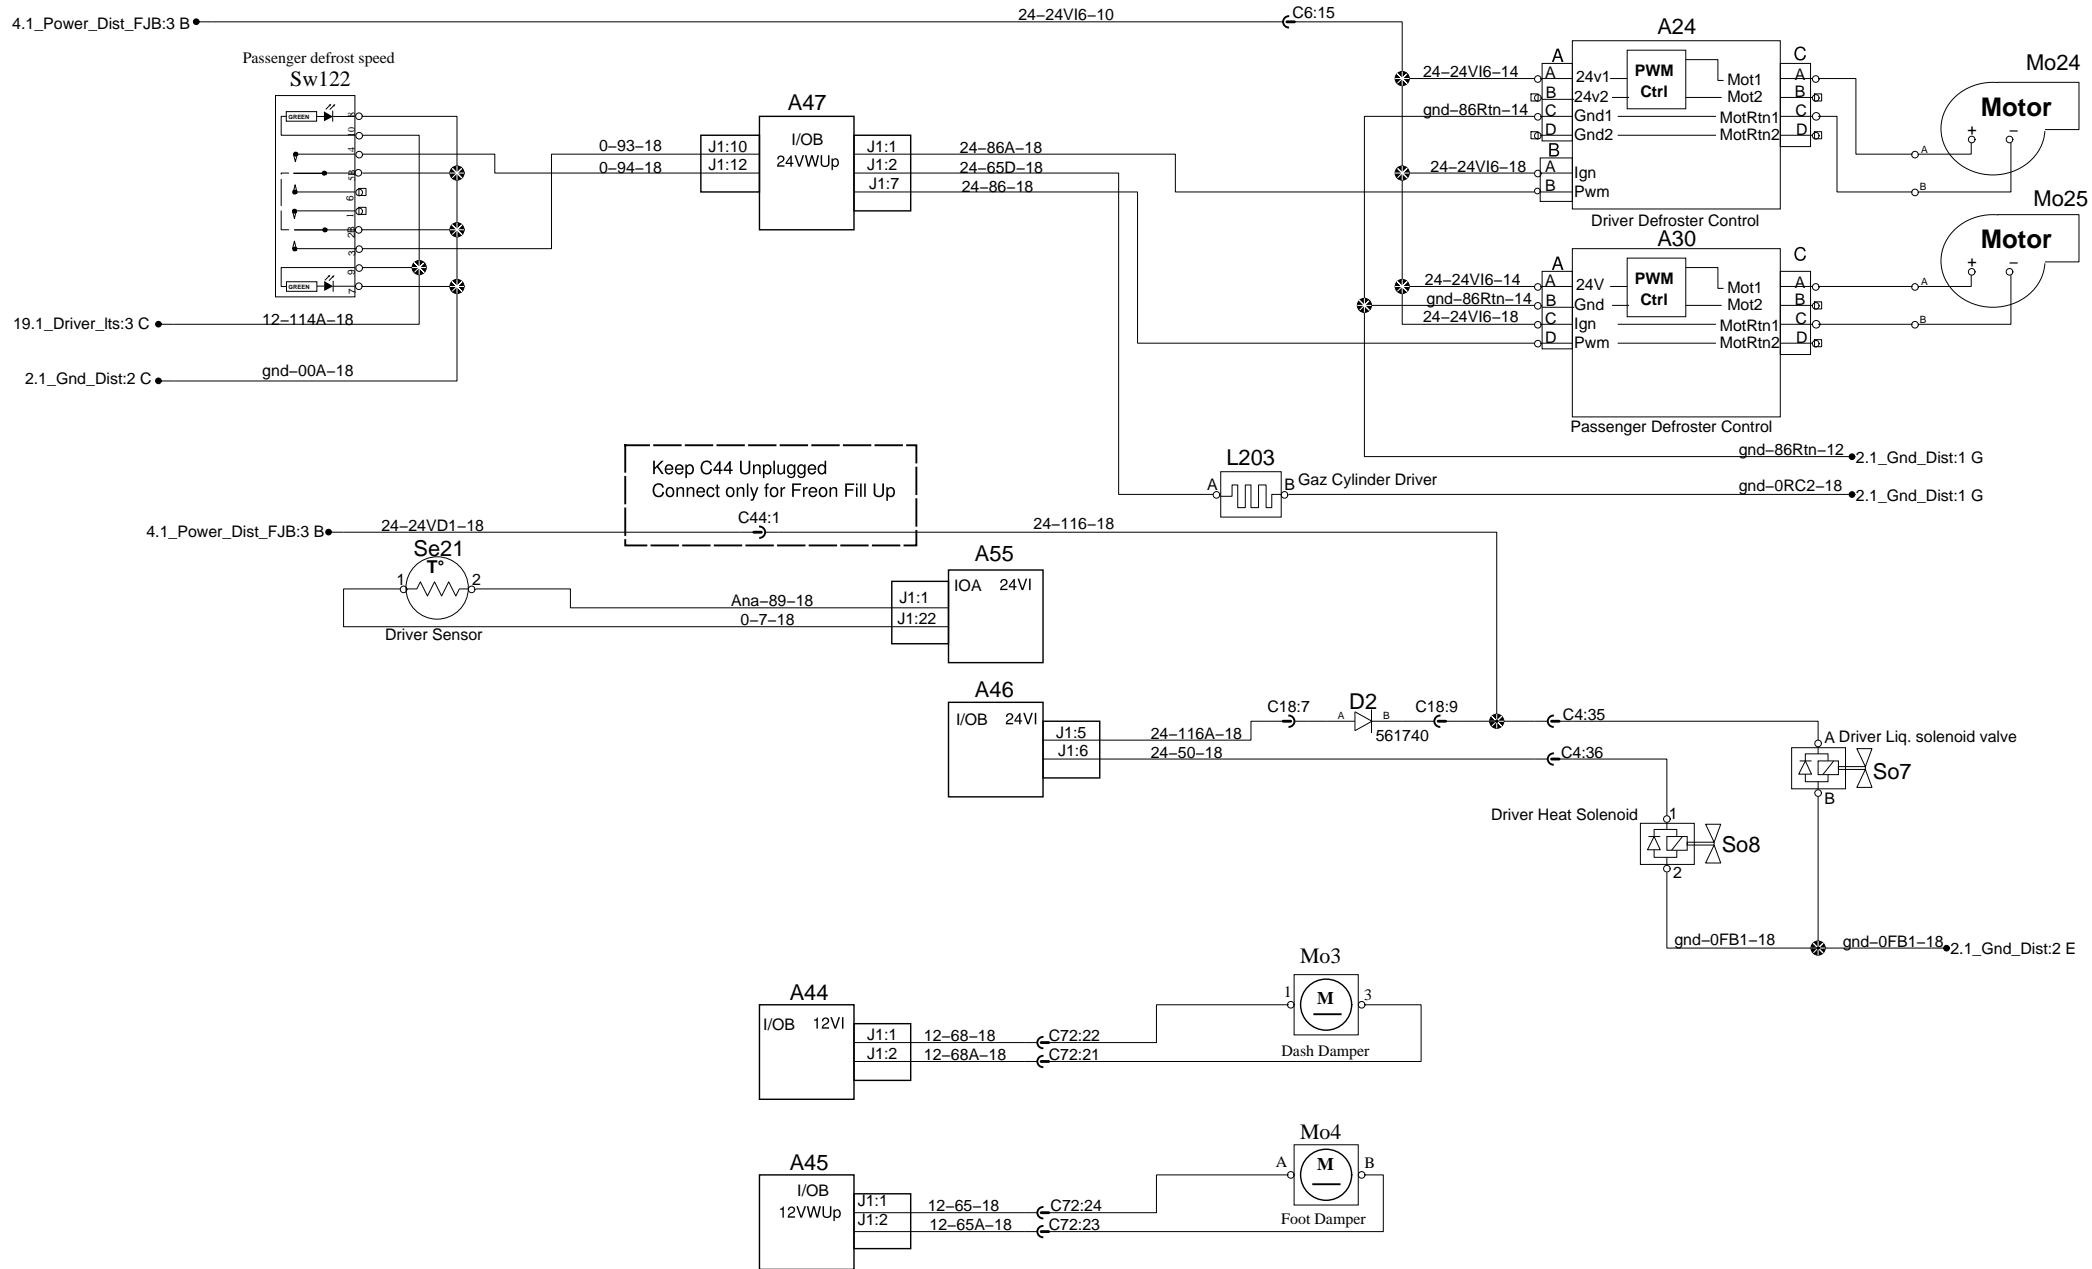 4.1_Power_Dist_FJB:3 B
24-24VI6-10
C6:15
Passenger defrost speed
Sw122
GREEN
8
10
4
5B
6
1
2B
3
9
GREEN
7
19.1_Driver_lts:3 C
12-114A-18
2.1_Gnd_Dist:2 C
gnd-00A-18
0-93-18
0-94-18
A47
I/OB
24VWUp
J1:10
J1:12
J1:1
J1:2
J1:7
24-86A-18
24-65D-18
24-86-18
A24
24-24VI6-14
gnd-86Rtn-14
24-24VI6-18
A
A
B
C
D
B
A
B
24v1
24v2
Gnd1
Gnd2
Ign
Pwm
PWM
Ctrl
Mot1
Mot2
MotRtn1
MotRtn2
C
A
B
C
D
Driver Defroster Control
Mo24
Motor
+
−
A
B
A30
24-24VI6-14
gnd-86Rtn-14
24-24VI6-18
A
A
B
C
D
24V
Gnd
Ign
Pwm
PWM
Ctrl
Mot1
Mot2
MotRtn1
MotRtn2
C
A
B
C
D
Passenger Defroster Control
Mo25
Motor
+
−
A
B
gnd-86Rtn-12
2.1_Gnd_Dist:1 G
L203
A
B
Gaz Cylinder Driver
gnd-0RC2-18
2.1_Gnd_Dist:1 G
Keep C44 Unplugged
Connect only for Freon Fill Up
C44:1
4.1_Power_Dist_FJB:3 B
24-24VD1-18
24-116-18
Se21
T°
1
2
Driver Sensor
Ana-89-18
0-7-18
A55
IOA 24VI
J1:1
J1:22
A46
I/OB 24VI
J1:5
J1:6
24-116A-18
24-50-18
C18:7
D2
A
B
561740
C18:9
C4:35
C4:36
A Driver Liq. solenoid valve
So7
B
Driver Heat Solenoid
1
So8
2
gnd-0FB1-18
gnd-0FB1-18
2.1_Gnd_Dist:2 E
A44
I/OB 12VI
J1:1
J1:2
12-68-18
12-68A-18
C72:22
C72:21
Mo3
1
M
3
Dash Damper
A45
I/OB
12VWUp
J1:1
J1:2
12-65-18
12-65A-18
C72:24
C72:23
Mo4
A
M
B
Foot Damper